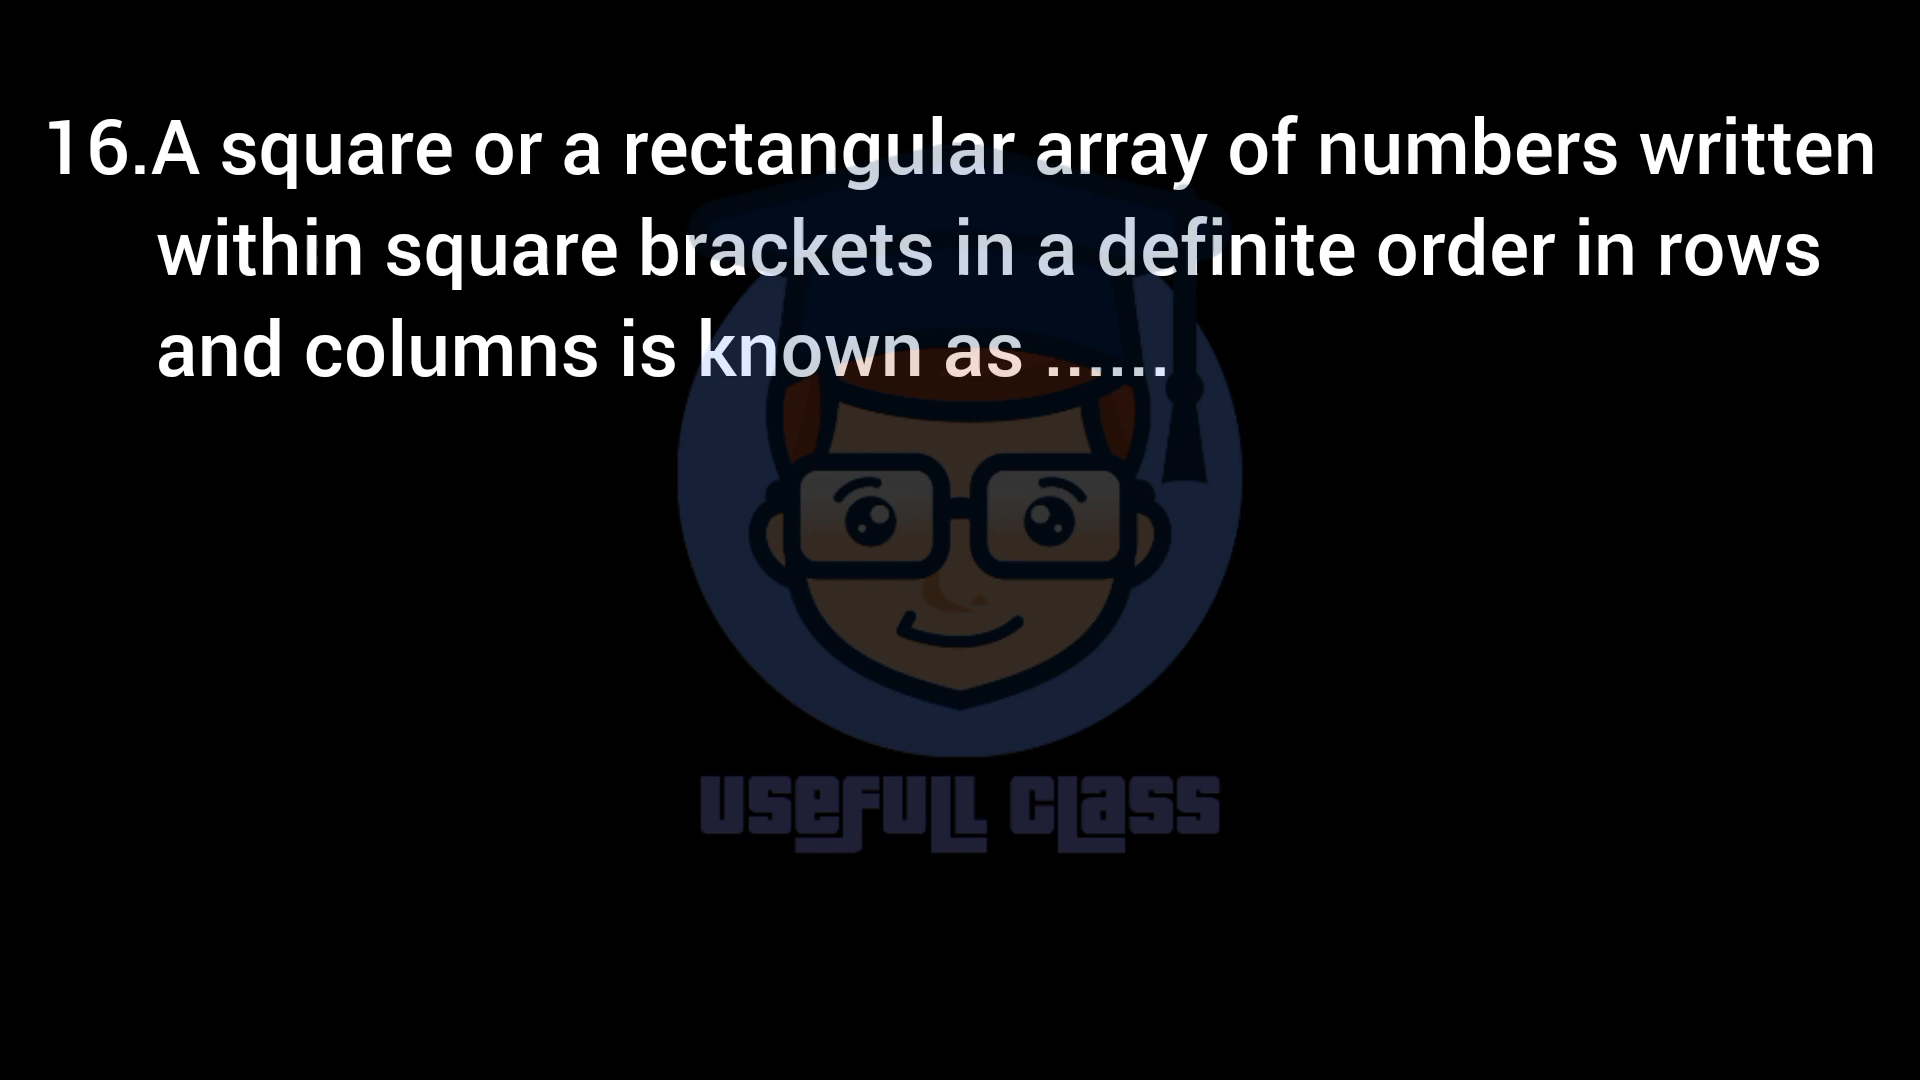 16.A square or a rectangular array of numbers written
within square brackets in a definite order in rows
and columns is known as ......
USEFULL CLASS